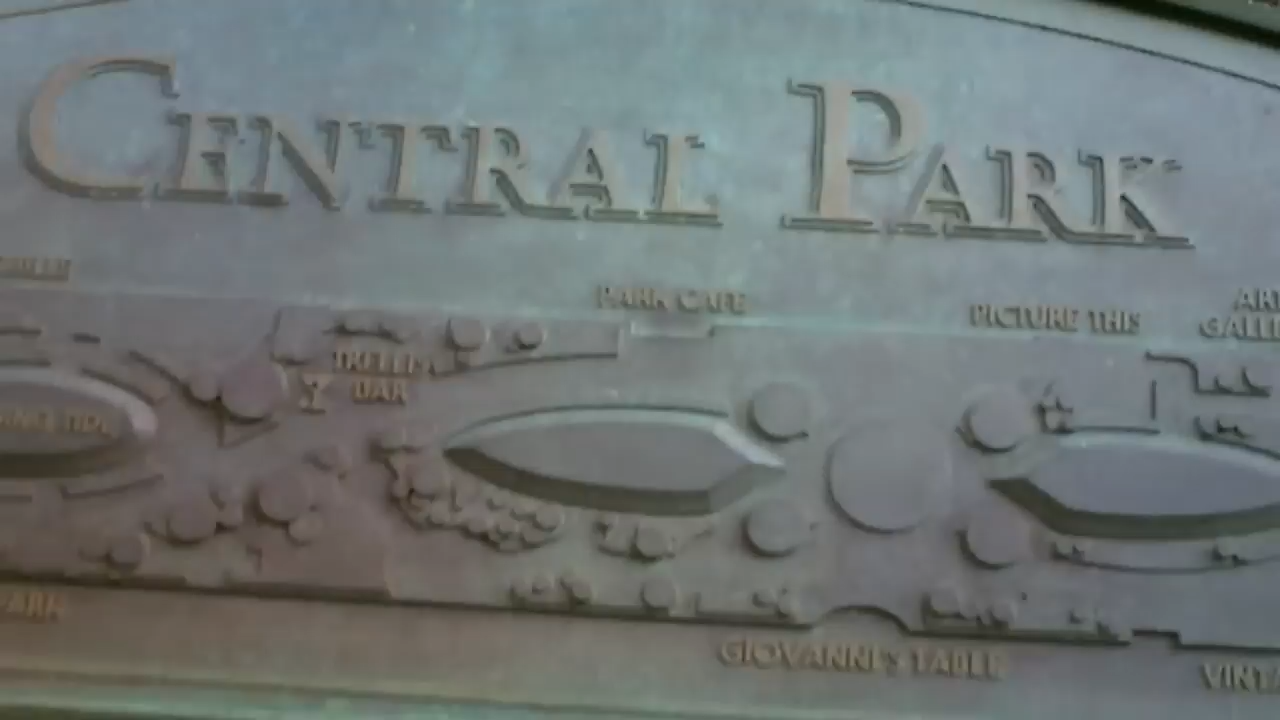 CENTRAL PARK
PARK CAFE
PICTURE THIS
TRELLIS
BAR
GIOVANNI'S TABLE